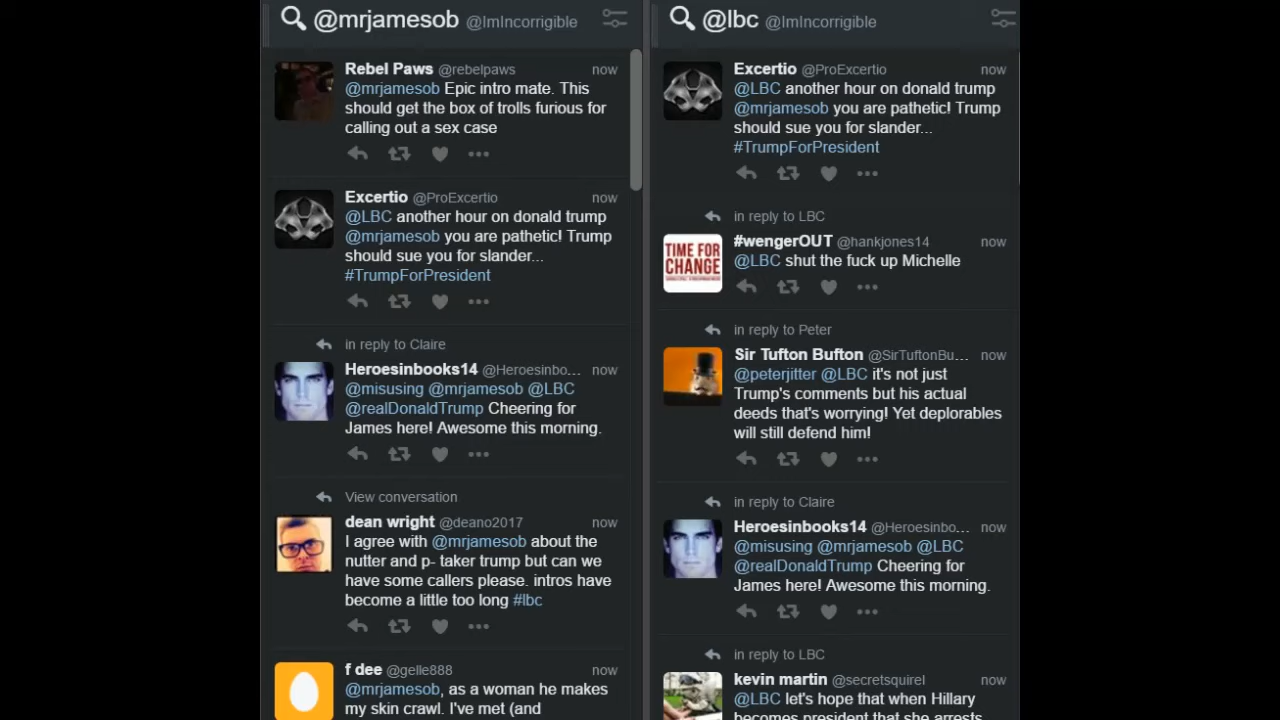 @mrjamesob @ImIncorrigible
Rebel Paws @rebelpaws now
@mrjamesob Epic intro mate. This
should get the box of trolls furious for
calling out a sex case
Excertio @ProExcertio now
@LBC another hour on donald trump
@mrjamesob you are pathetic! Trump
should sue you for slander...
#TrumpForPresident
in reply to Claire
Heroesinbooks14 @Heroesinbo... now
@misusing @mrjamesob @LBC
@realDonaldTrump Cheering for
James here! Awesome this morning.
View conversation
dean wright @deano2017 now
I agree with @mrjamesob about the
nutter and p- taker trump but can we
have some callers please. intros have
become a little too long #lbc
f dee @gelle888 now
@mrjamesob, as a woman he makes
my skin crawl. I've met (and
@lbc @ImIncorrigible
Excertio @ProExcertio now
@LBC another hour on donald trump
@mrjamesob you are pathetic! Trump
should sue you for slander...
#TrumpForPresident
in reply to LBC
#wengerOUT @hankjones14 now
TIME FOR
CHANGE
@LBC shut the fuck up Michelle
in reply to Peter
Sir Tufton Bufton @SirTuftonBu... now
@peterjitter @LBC it's not just
Trump's comments but his actual
deeds that's worrying! Yet deplorables
will still defend him!
in reply to Claire
Heroesinbooks14 @Heroesinbo... now
@misusing @mrjamesob @LBC
@realDonaldTrump Cheering for
James here! Awesome this morning.
in reply to LBC
kevin martin @secretsquirel now
@LBC let's hope that when Hillary
becomes president that she arrests